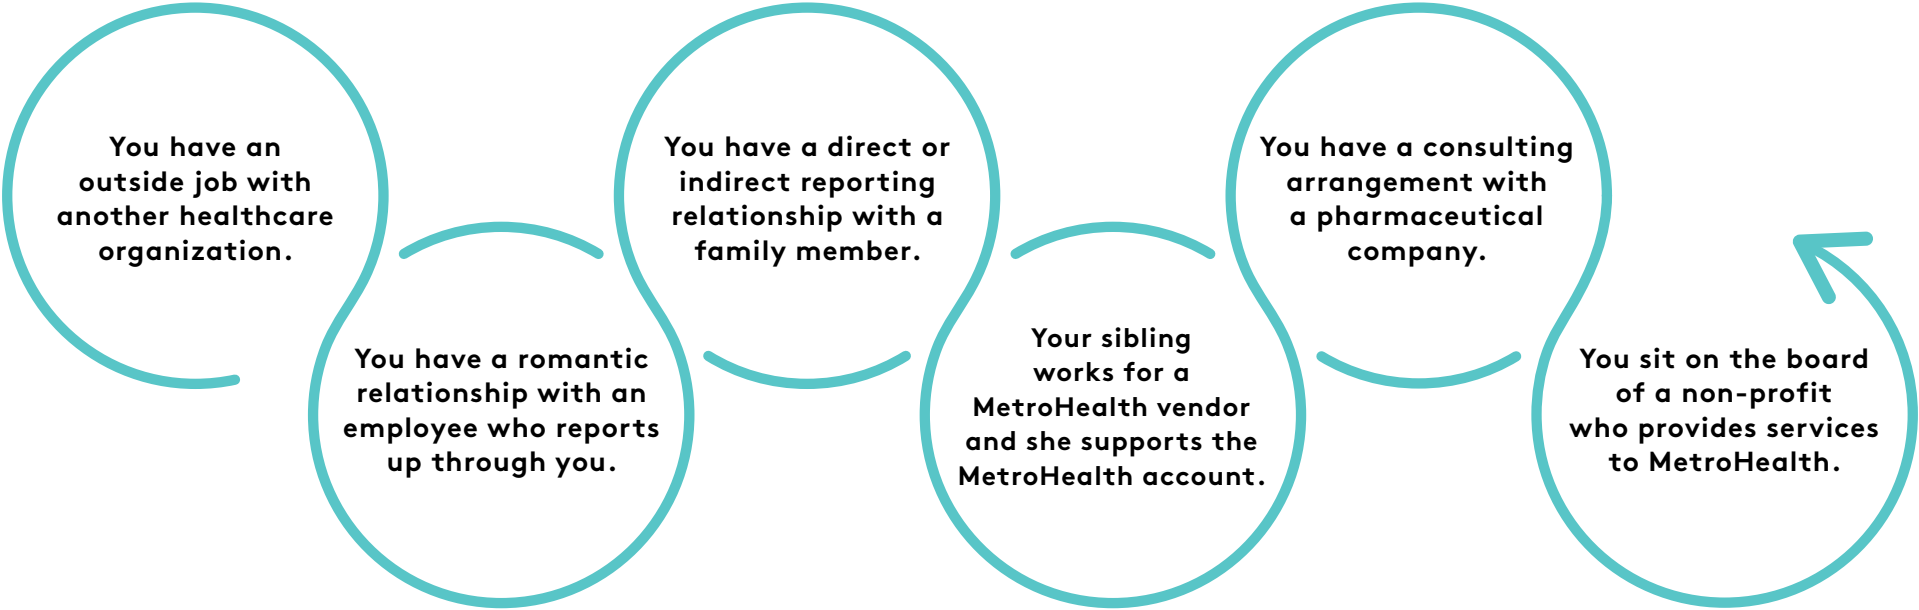 You have an
outside job with
another healthcare
organization.
You have a romantic
relationship with an
employee who reports
up through you.
You have a direct or
indirect reporting
relationship with a
family member.
Your sibling
works for a
MetroHealth vendor
and she supports the
MetroHealth account.
You have a consulting
arrangement with
a pharmaceutical
company.
You sit on the board
of a non-profit
who provides services
to MetroHealth.